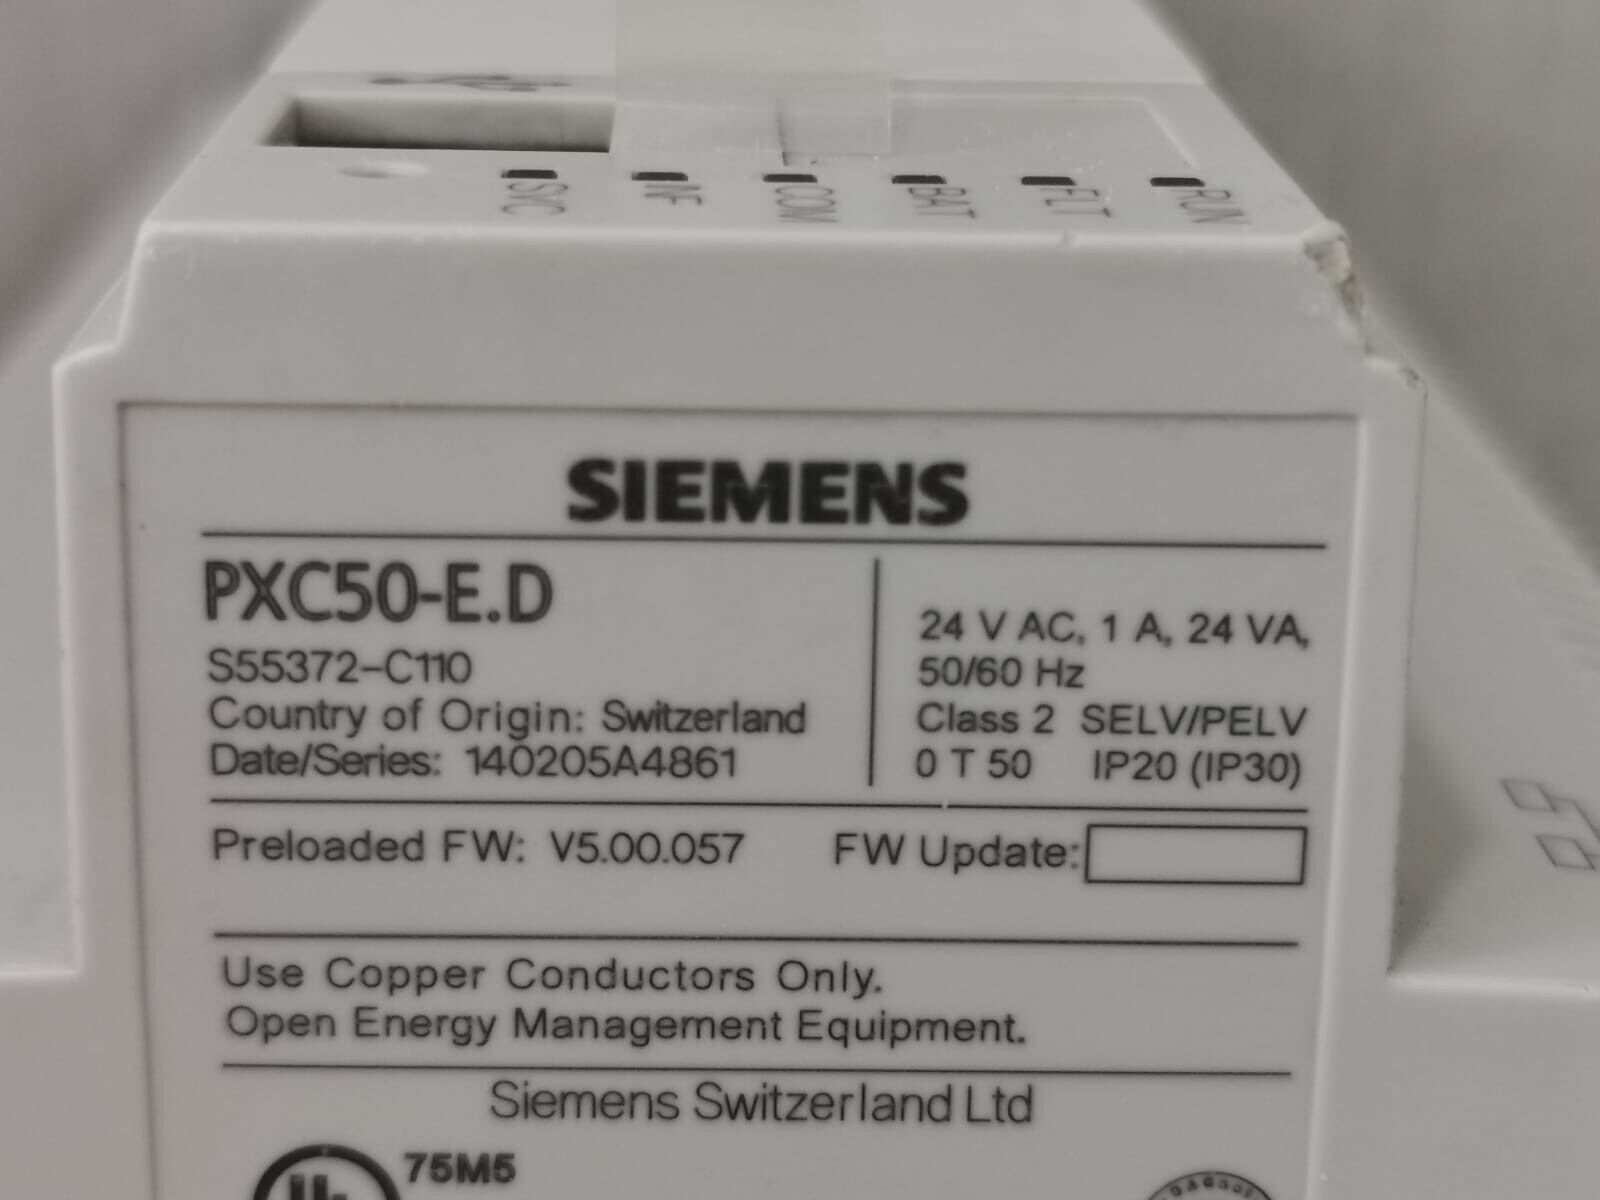 SVC INF COM BAT FLT RUN
SIEMENS
PXC50-E.D
S55372-C110
Country of Origin: Switzerland
Date/Series: 140205A4861
24 V AC, 1 A, 24 VA,
50/60 Hz
Class 2 SELV/PELV
0 T 50 IP20 (IP30)
Preloaded FW: V5.00.057 FW Update:
Use Copper Conductors Only.
Open Energy Management Equipment.
Siemens Switzerland Ltd
UL 75M5